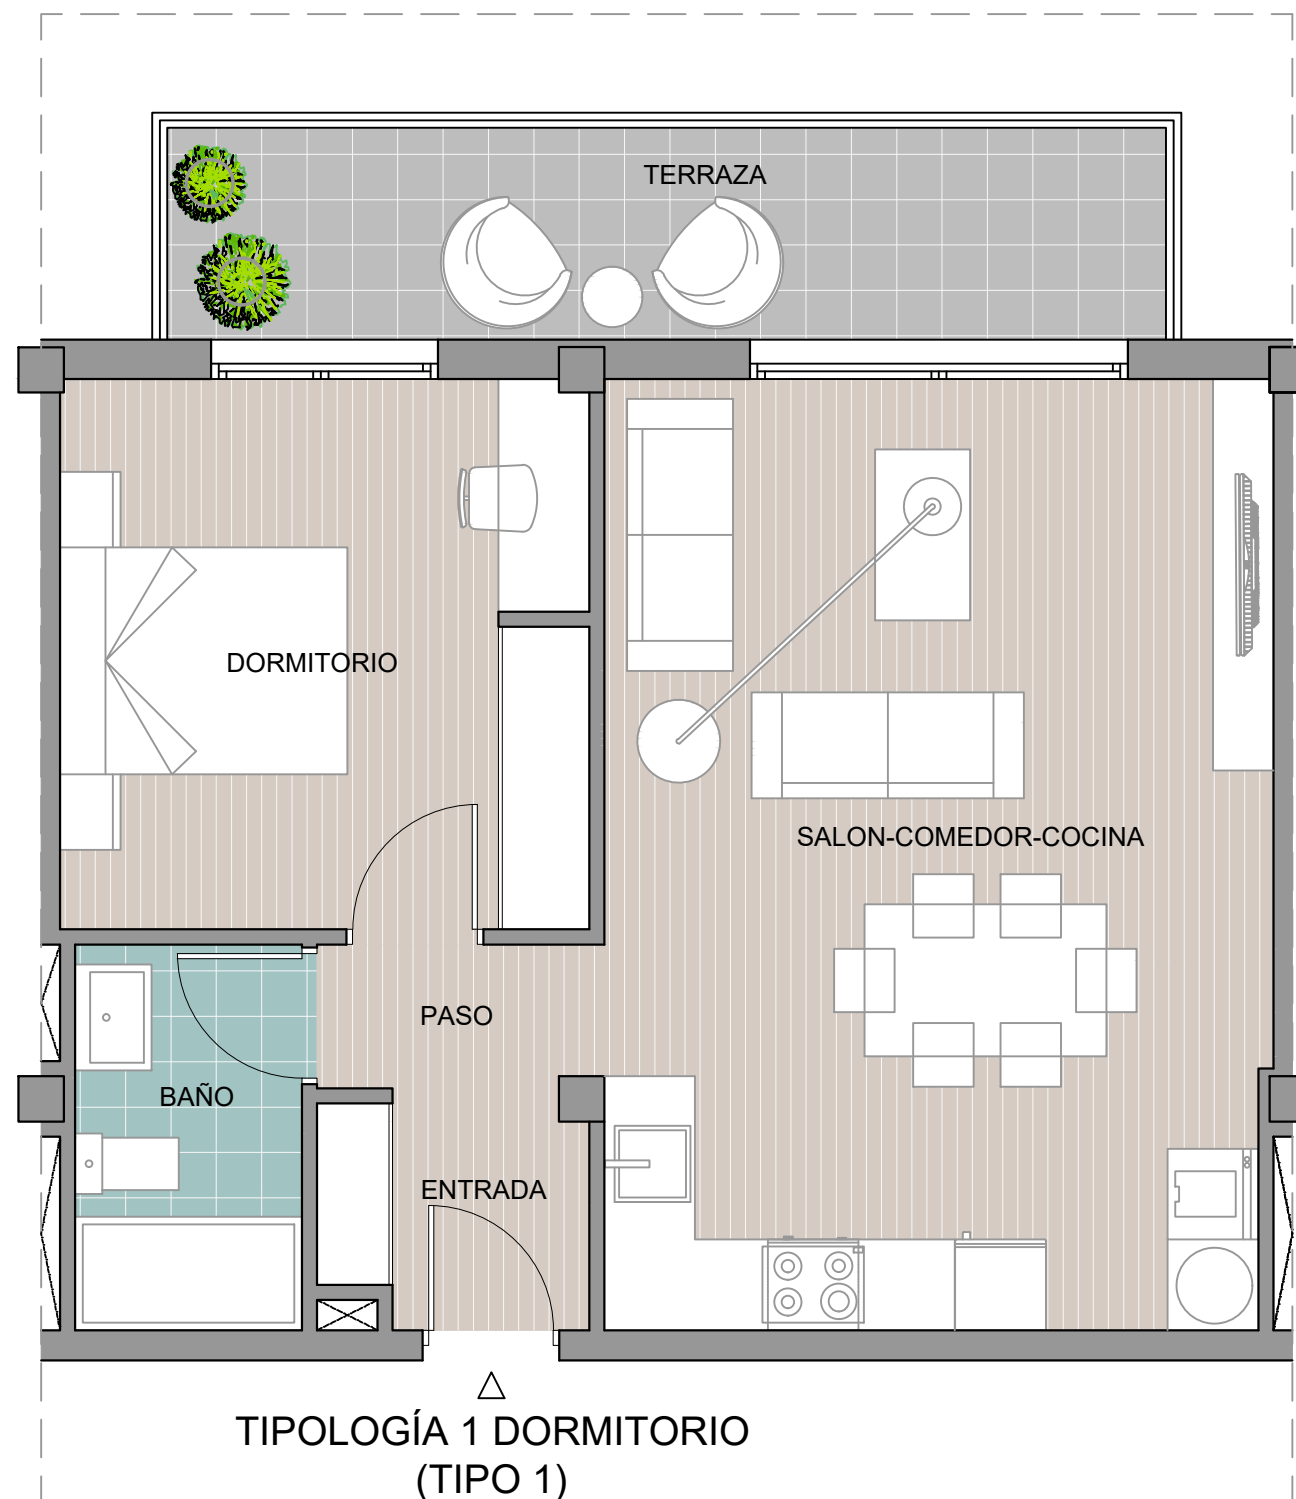 TERRAZA
DORMITORIO
SALON-COMEDOR-COCINA
PASO
BAÑO
ENTRADA
TIPOLOGÍA 1 DORMITORIO
(TIPO 1)